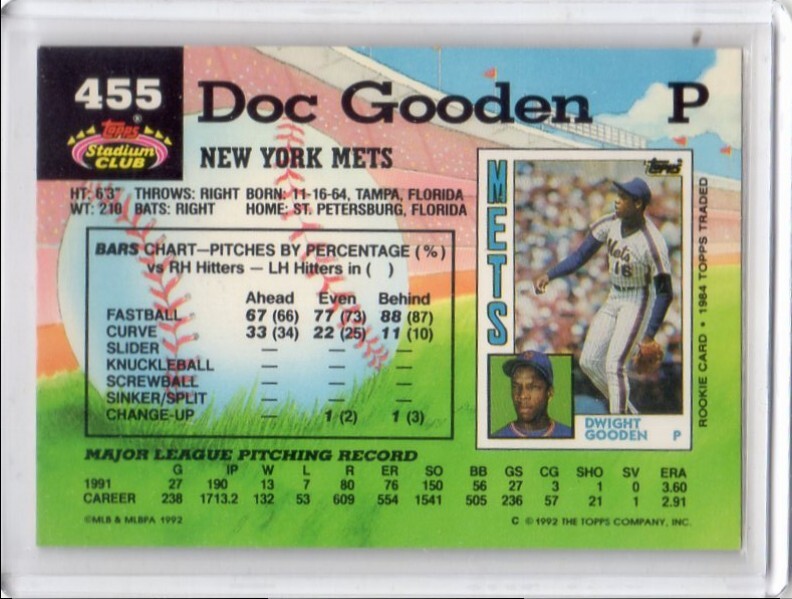 455
Doc Gooden P
Topps®
Stadium
CLUB
NEW YORK METS
HT: 6'3" THROWS: RIGHT BORN: 11-16-64, TAMPA, FLORIDA
WT: 210 BATS: RIGHT HOME: ST. PETERSBURG, FLORIDA
BARS CHART—PITCHES BY PERCENTAGE (%)
vs RH Hitters — LH Hitters in ( )
Ahead Even Behind
FASTBALL 67 (66) 77 (73) 88 (87)
CURVE 33 (34) 22 (25) 11 (10)
SLIDER — — —
KNUCKLEBALL — — —
SCREWBALL — — —
SINKER/SPLIT — — —
CHANGE-UP — 1 (2) 1 (3)
METS
Topps
Mets
16
DWIGHT
GOODEN P
ROOKIE CARD • 1984 TOPPS TRADED
MAJOR LEAGUE PITCHING RECORD
G IP W L R ER SO BB GS CG SHO SV ERA
1991 27 190 13 7 80 76 150 56 27 3 1 0 3.60
CAREER 238 1713.2 132 53 609 554 1541 505 236 57 21 1 2.91
©MLB & MLBPA 1992
C © 1992 THE TOPPS COMPANY, INC.